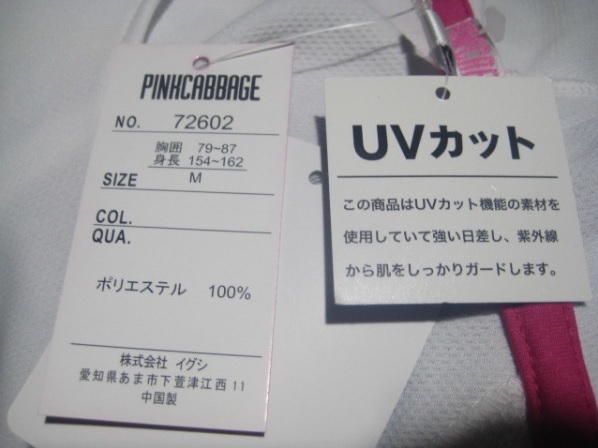 PINKCABBAGE
NO. 72602
胸囲 79~87
身長 154~162
SIZE M
COL.
QUA.
ポリエステル 100%
株式会社 イグシ
愛知県あま市下萱津江西11
中国製
UVカット
この商品はUVカット機能の素材を
使用していて強い日差し、紫外線
から肌をしっかりガードします。